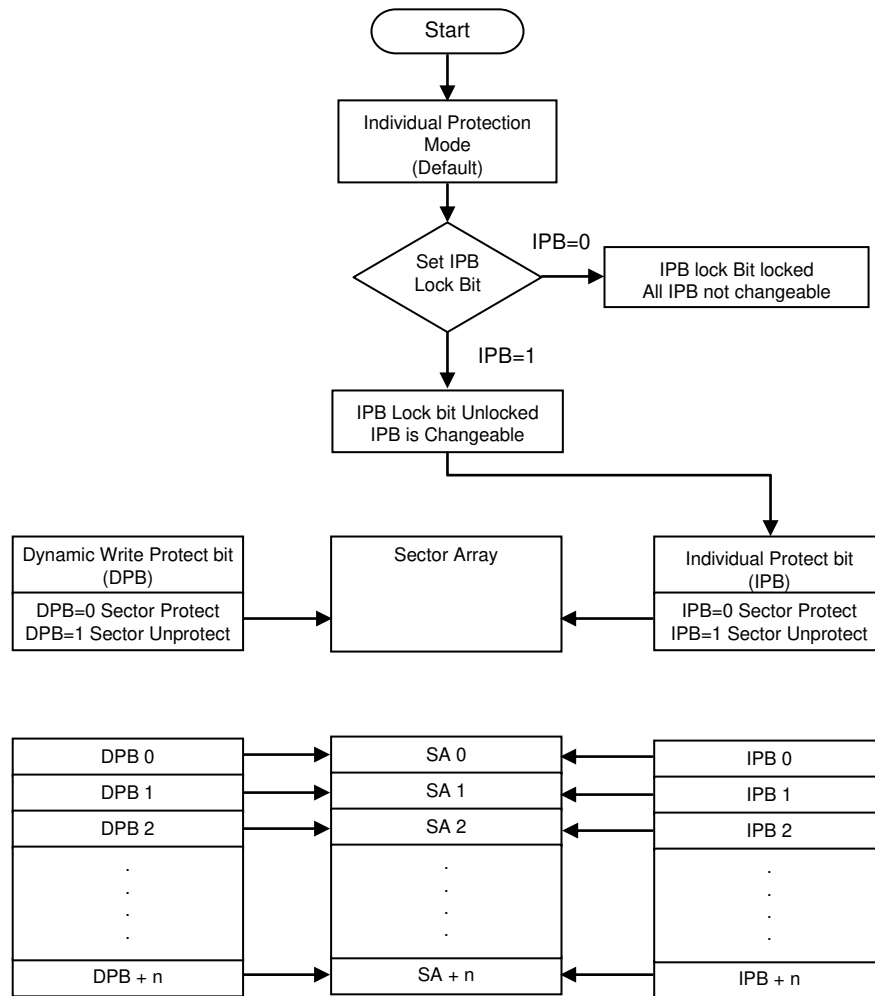 Start
Individual Protection
Mode
(Default)
Set IPB
Lock Bit
IPB=0
IPB lock Bit locked
All IPB not changeable
IPB=1
IPB Lock bit Unlocked
IPB is Changeable
Dynamic Write Protect bit
(DPB)
DPB=0 Sector Protect
DPB=1 Sector Unprotect
Sector Array
Individual Protect bit
(IPB)
IPB=0 Sector Protect
IPB=1 Sector Unprotect
DPB 0
SA 0
IPB 0
DPB 1
SA 1
IPB 1
DPB 2
SA 2
IPB 2
DPB + n
SA + n
IPB + n